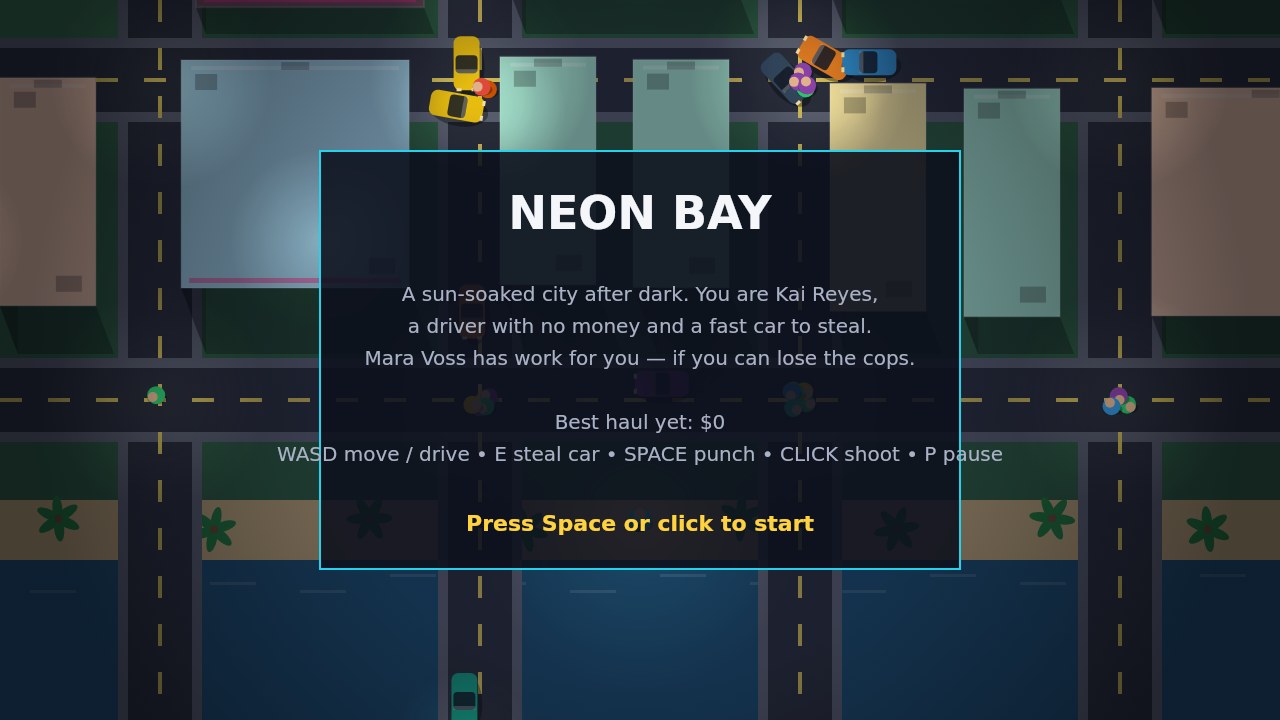 NEON BAY
A sun-soaked city after dark. You are Kai Reyes,
a driver with no money and a fast car to steal.
Mara Voss has work for you — if you can lose the cops.
Best haul yet: $0
WASD move / drive • E steal car • SPACE punch • CLICK shoot • P pause
Press Space or click to start